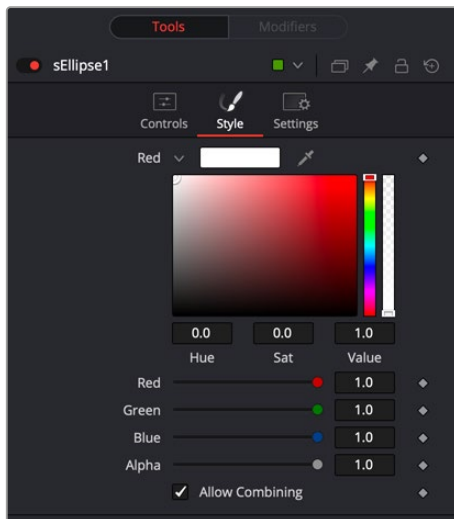 Tools Modifiers
sEllipse1
Controls Style Settings
Red
0.0 0.0 1.0
Hue Sat Value
Red 1.0
Green 1.0
Blue 1.0
Alpha 1.0
Allow Combining